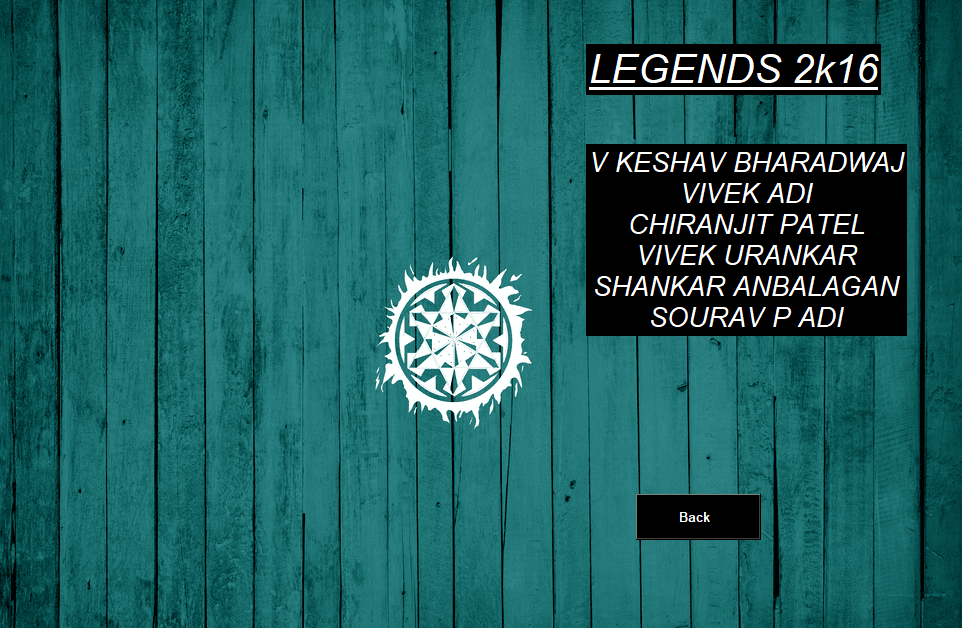 LEGENDS 2k16
V KESHAV BHARADWAJ
VIVEK ADI
CHIRANJIT PATEL
VIVEK URANKAR
SHANKAR ANBALAGAN
SOURAV P ADI
Back